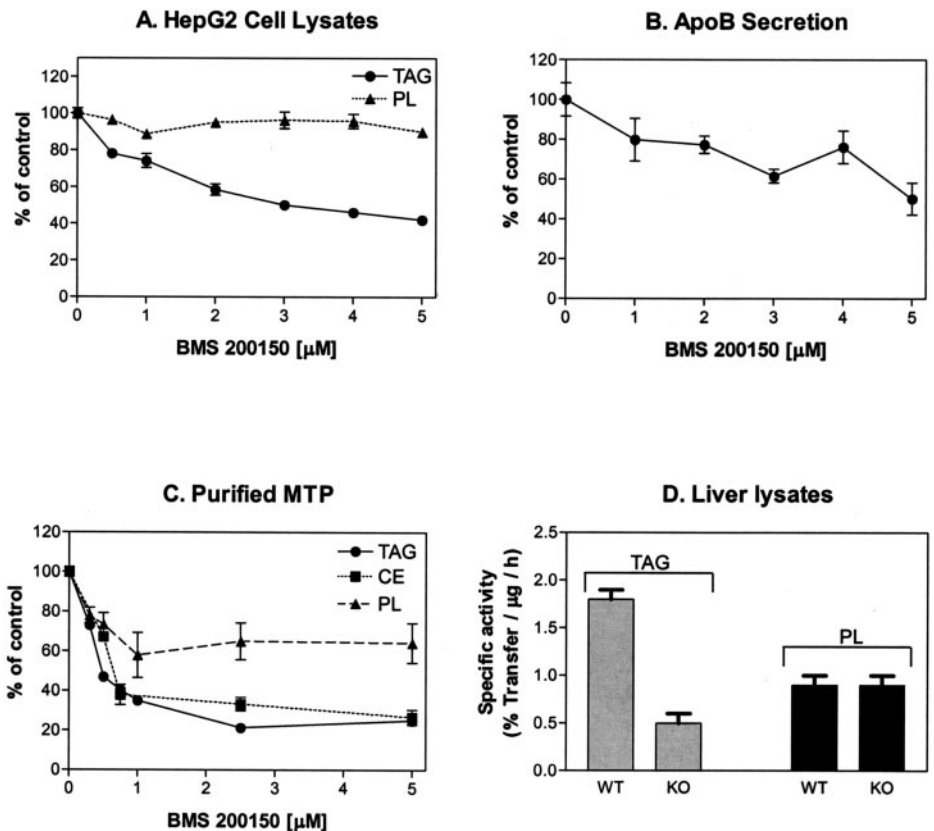 A. HepG2 Cell Lysates
120
100
80
60
40
20
0
% of control
TAG
PL
0 1 2 3 4 5
BMS 200150 [µM]
B. ApoB Secretion
120
100
80
60
40
20
0
% of control
0 1 2 3 4 5
BMS 200150 [µM]
C. Purified MTP
120
100
80
60
40
20
0
% of control
TAG
CE
PL
0 1 2 3 4 5
BMS 200150 [µM]
D. Liver lysates
2.5
2.0
1.5
1.0
0.5
0.0
Specific activity
(% Transfer / µg / h)
TAG
PL
WT KO WT KO